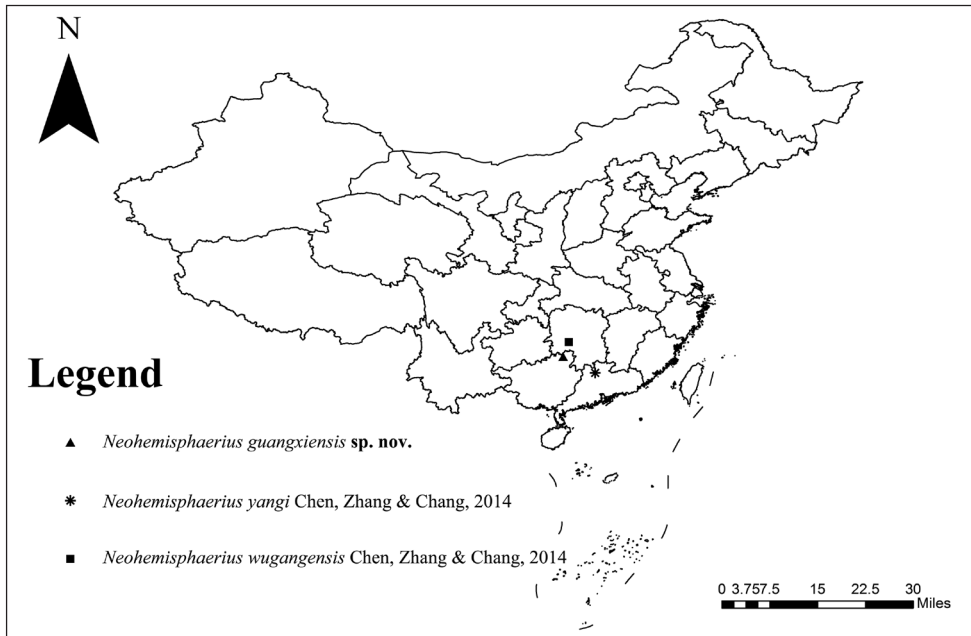 N
Legend
Neohemisphaerius guangxiensis sp. nov.
Neohemisphaerius yangi Chen, Zhang & Chang, 2014
Neohemisphaerius wugangensis Chen, Zhang & Chang, 2014
0 3.757.5 15 22.5 30
Miles